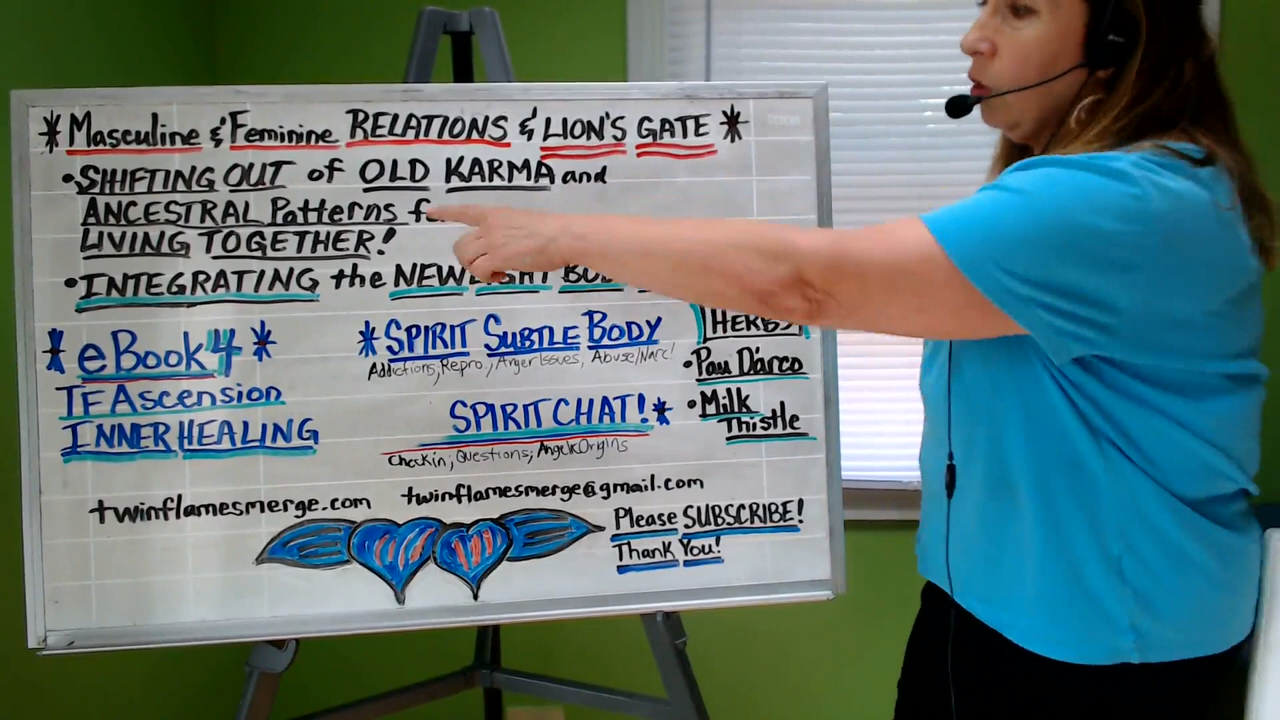 * Masculine & Feminine RELATIONS & LION'S GATE *
• SHIFTING OUT of OLD KARMA and
ANCESTRAL Patterns
LIVING TOGETHER!
• INTEGRATING the NEW LIGHT
* eBook 4 *
TF Ascension
INNER HEALING
* SPIRIT SUBTLE BODY
Addictions, Repro., Anger Issues, Abuse/Narc!
SPIRIT CHAT! *
Checkin; Questions; Angelic Origins
HERBS
• Pau D'arco
• Milk
Thistle
twinflamesmerge.com
twinflamesmerge@gmail.com
Please SUBSCRIBE!
Thank You!